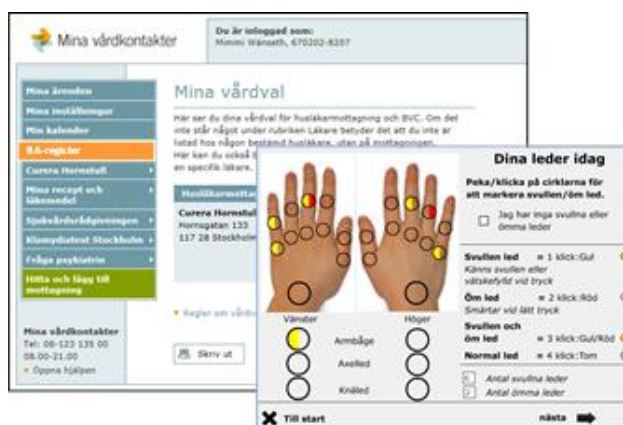 Mina vårdkontakter
Du är inloggad som:
Mimmi Wänseth, 670202-8207
Mina ärenden
Mina inställningar
Min kalender
RA-register
Curera Hornstull
Mina recept och
läkemedel
Sjukvårdsrådgivningen
Klamydiatest Stockholm
Fråga psykiatrin
Hitta och lägg till
mottagning
Mina vårdkontakter
Tel: 08-123 135 00
08.00-21.00
Öppna hjälpen
Mina vårdval
Här ser du dina vårdval för husläkarmottagning och BVC. Om det
inte står något under rubriken Läkare betyder det att du inte är
listad hos någon bestämd husläkare, utan på mottagningen.
Här kan du också
en specifik läkare.
Husläkarmottag
Curera Hornstul
Hornsgatan 133
117 28 Stockholm
Regler om vårdv
Skriv ut
Dina leder idag
Peka/klicka på cirklarna för
att markera svullen/öm led.
Jag har inga svullna eller
ömma leder
Svullen led = 1 klick:Gul
Känns svullen eller
vätskefylld vid tryck
Öm led = 2 klick:Röd
Smärtar vid lätt tryck
Svullen och
öm led = 3 klick:Gul/Röd
Normal led = 4 klick:Tom
Antal svullna leder
Antal ömma leder
Vänster
Höger
Armbåge
Axelled
Knäled
Till start
nästa